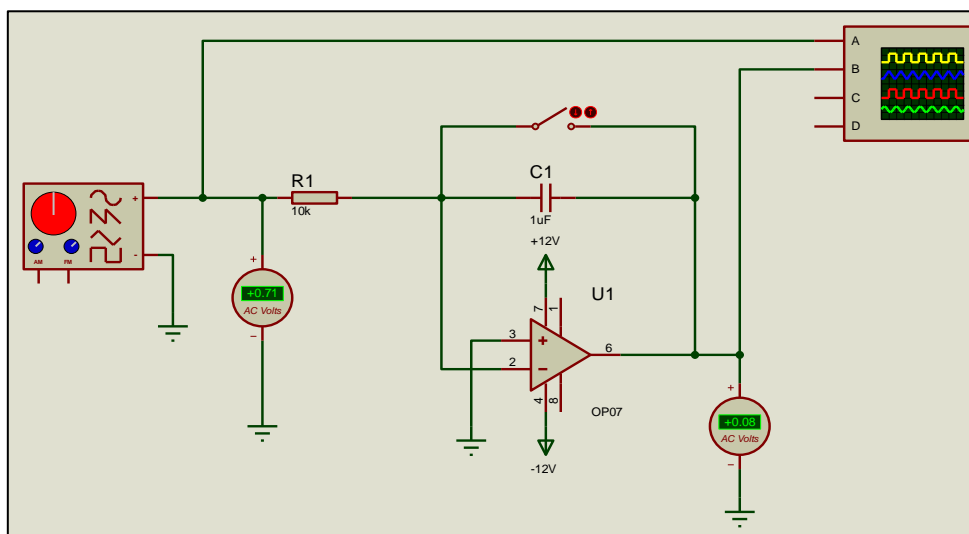 A
B
C
D
R1
10k
C1
1uF
+12V
+
-
AM
FM
+
+0.71
AC Volts
−
U1
7
1
3
+
6
2
−
4
8
OP07
-12V
+
+0.08
AC Volts
−